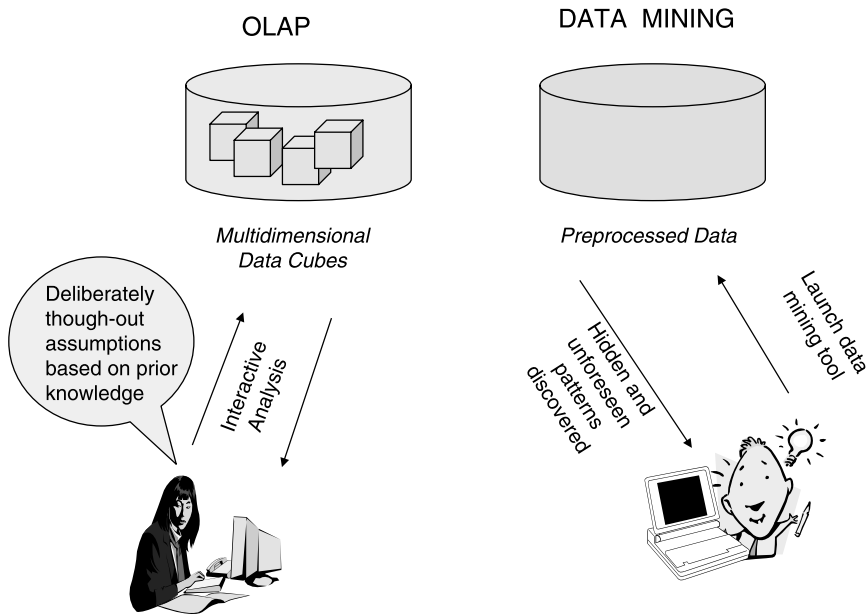 OLAP
DATA MINING
Multidimensional
Data Cubes
Preprocessed Data
Deliberately
though-out
assumptions
based on prior
knowledge
Interactive
Analysis
Hidden and
unforeseen
patterns
discovered
Launch data
mining tool